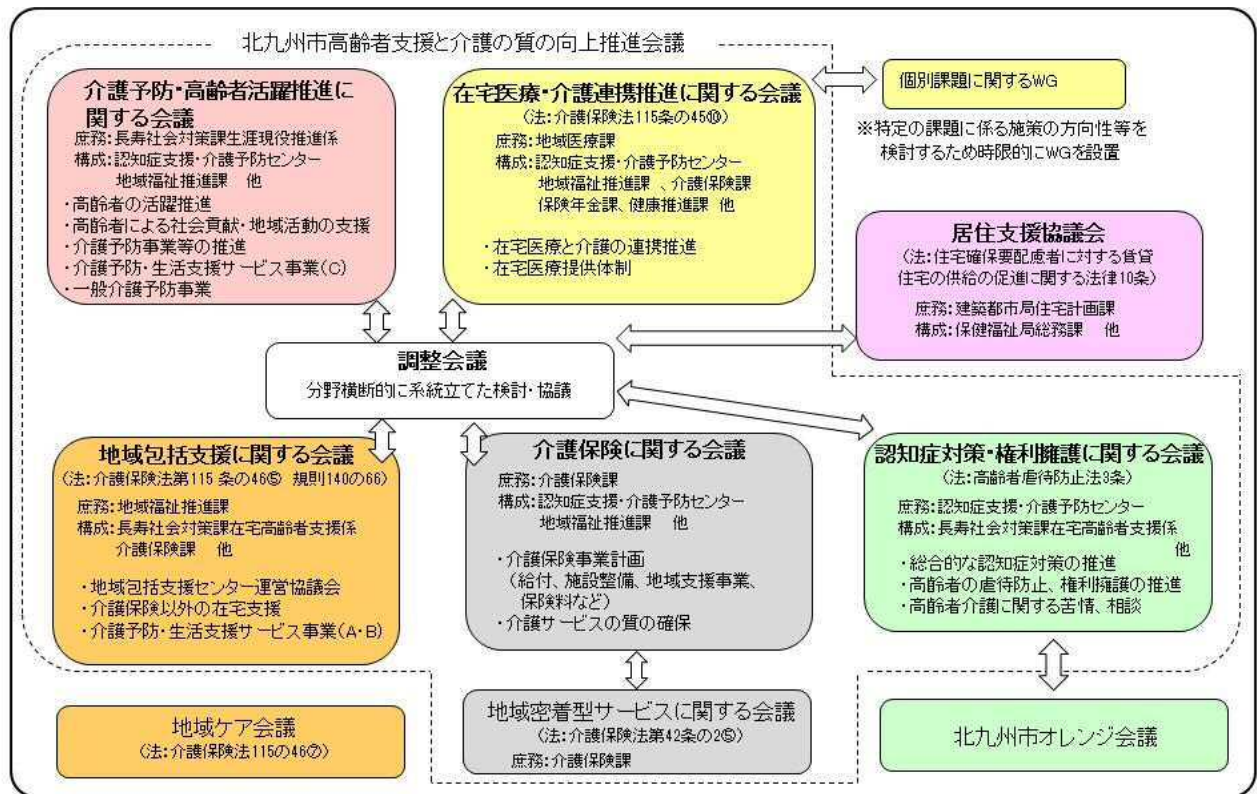 北九州市高齢者支援と介護の質の向上推進会議
介護予防・高齢者活躍推進に
関する会議
庶務:長寿社会対策課生涯現役推進係
構成:認知症支援・介護予防センター
地域福祉推進課 他
・高齢者の活躍推進
・高齢者による社会貢献・地域活動の支援
・介護予防事業等の推進
・介護予防・生活支援サービス事業(C)
・一般介護予防事業
在宅医療・介護連携推進に関する会議
(法:介護保険法115条の45⑩)
庶務:地域医療課
構成:認知症支援・介護予防センター
地域福祉推進課 、介護保険課
保険年金課、健康推進課 他
・在宅医療と介護の連携推進
・在宅医療提供体制
個別課題に関するWG
※特定の課題に係る施策の方向性等を
検討するため時限的にWGを設置
居住支援協議会
(法:住宅確保要配慮者に対する賃貸
住宅の供給の促進に関する法律10条)
庶務:建築都市局住宅計画課
構成:保健福祉局総務課 他
調整会議
分野横断的に系統立てた検討・協議
地域包括支援に関する会議
(法:介護保険法第115 条の46⑤ 規則140の66)
庶務:地域福祉推進課
構成:長寿社会対策課在宅高齢者支援係
介護保険課 他
・地域包括支援センター運営協議会
・介護保険以外の在宅支援
・介護予防・生活支援サービス事業(A・B)
介護保険に関する会議
庶務:介護保険課
構成:認知症支援・介護予防センター
地域福祉推進課 他
・介護保険事業計画
(給付、施設整備、地域支援事業、
保険料など)
・介護サービスの質の確保
認知症対策・権利擁護に関する会議
(法:高齢者虐待防止法3条)
庶務:認知症支援・介護予防センター
構成:長寿社会対策課在宅高齢者支援係
他
・総合的な認知症対策の推進
・高齢者の虐待防止、権利擁護の推進
・高齢者介護に関する苦情、相談
地域ケア会議
(法:介護保険法115の46⑦)
地域密着型サービスに関する会議
(法:介護保険法第42条の2⑤)
庶務:介護保険課
北九州市オレンジ会議